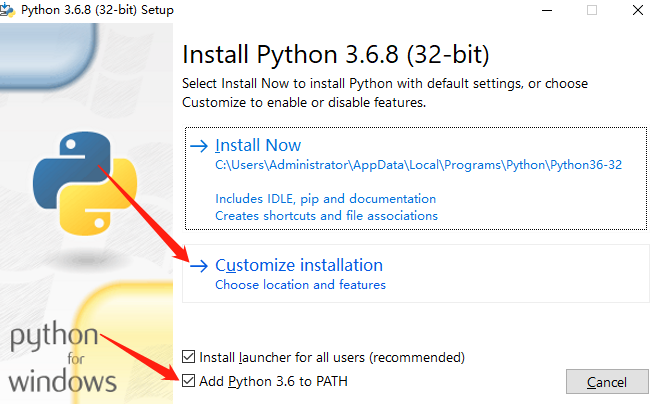 Python 3.6.8 (32-bit) Setup
Install Python 3.6.8 (32-bit)
Select Install Now to install Python with default settings, or choose
Customize to enable or disable features.
Install Now
C:\Users\Administrator\AppData\Local\Programs\Python\Python36-32
Includes IDLE, pip and documentation
Creates shortcuts and file associations
Customize installation
Choose location and features
python
for
windows
Install launcher for all users (recommended)
Add Python 3.6 to PATH
Cancel